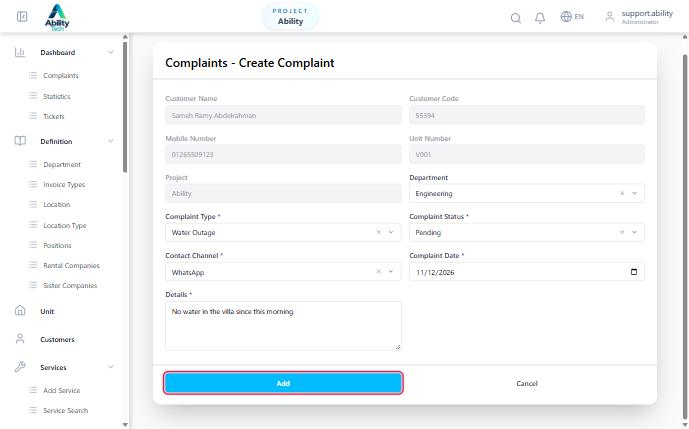 Ability
Tech
PROJECT
Ability
EN
support.ability
Administrator
Dashboard
Complaints
Statistics
Tickets
Definition
Department
Invoice Types
Location
Location Type
Positions
Rental Companies
Sister Companies
Unit
Customers
Services
Add Service
Service Search
Complaints - Create Complaint
Customer Name
Customer Code
Sameh Ramy Abdelrahman
55394
Mobile Number
Unit Number
01265509123
V001
Project
Department
Ability
Engineering
Complaint Type *
Complaint Status *
Water Outage
Pending
Contact Channel *
Complaint Date *
WhatsApp
11/12/2026
Details *
No water in the villa since this morning.
Add
Cancel